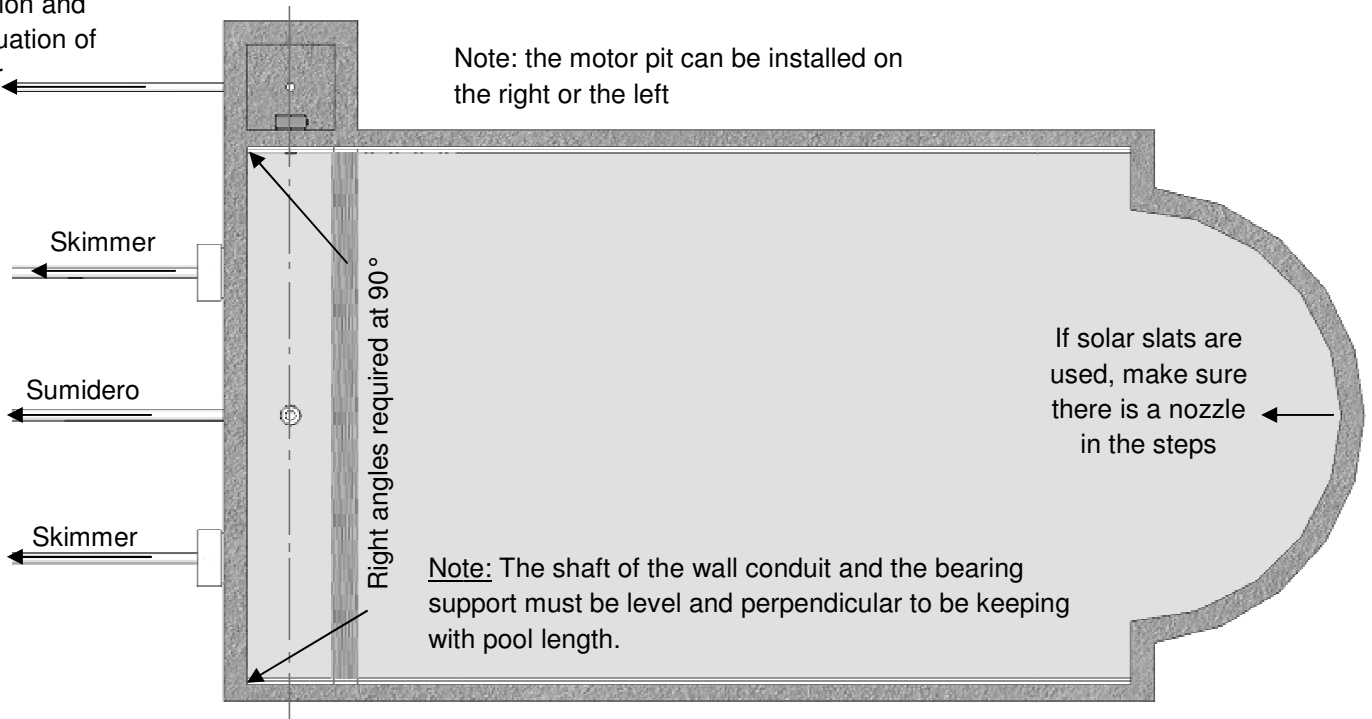 uation of
Note: the motor pit can be installed on
the right or the left
Skimmer
Sumidero
Skimmer
Right angles required at 90°
If solar slats are
used, make sure
there is a nozzle
in the steps
Note: The shaft of the wall conduit and the bearing
support must be level and perpendicular to be keeping
with pool length.